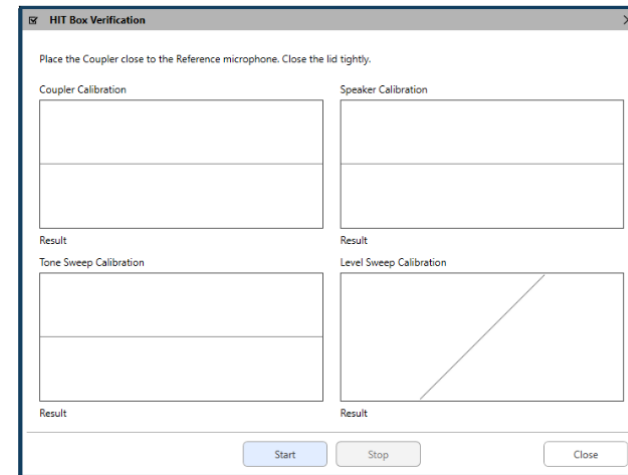 HIT Box Verification
Place the Coupler close to the Reference microphone. Close the lid tightly.
Coupler Calibration
Speaker Calibration
Result
Result
Tone Sweep Calibration
Level Sweep Calibration
Result
Result
Start
Stop
Close